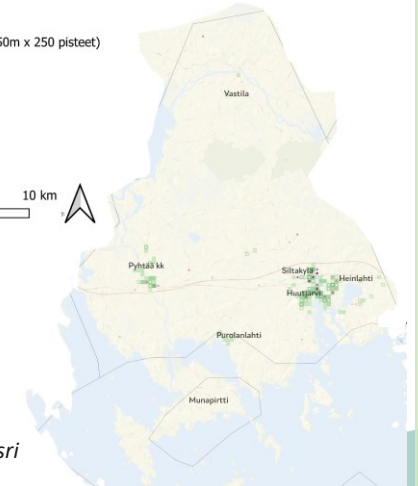 50m x 250 pisteet)
Vastila
10 km
Pyhtää kk
Siltakylä
Heinlahti
Huutjärvi
Purolanlahti
Munapirtti
sri